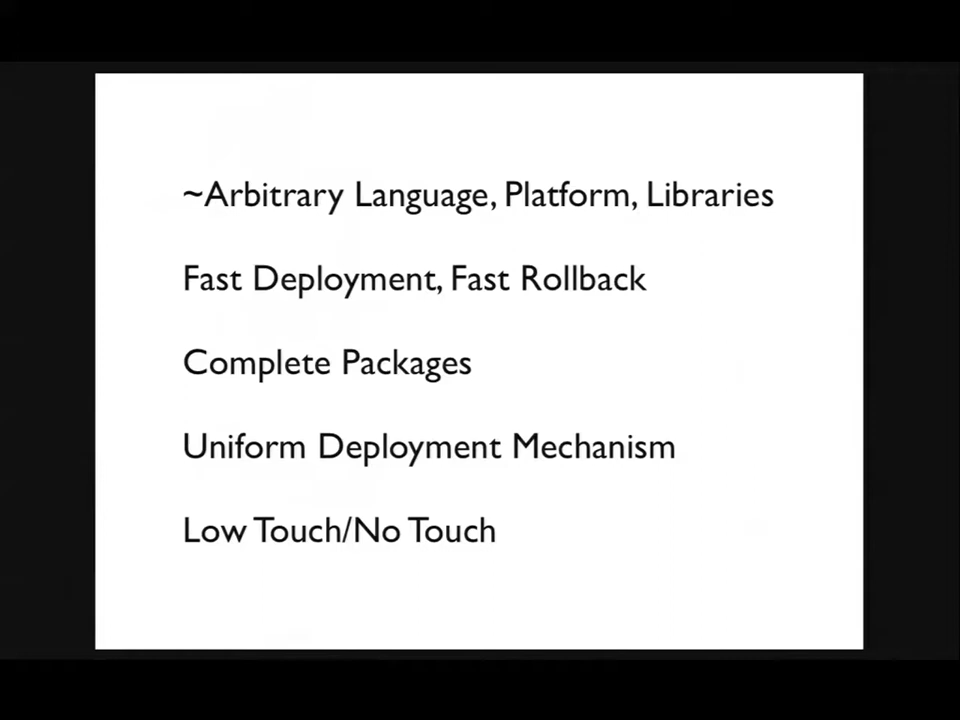 ~Arbitrary Language, Platform, Libraries
Fast Deployment, Fast Rollback
Complete Packages
Uniform Deployment Mechanism
Low Touch/No Touch